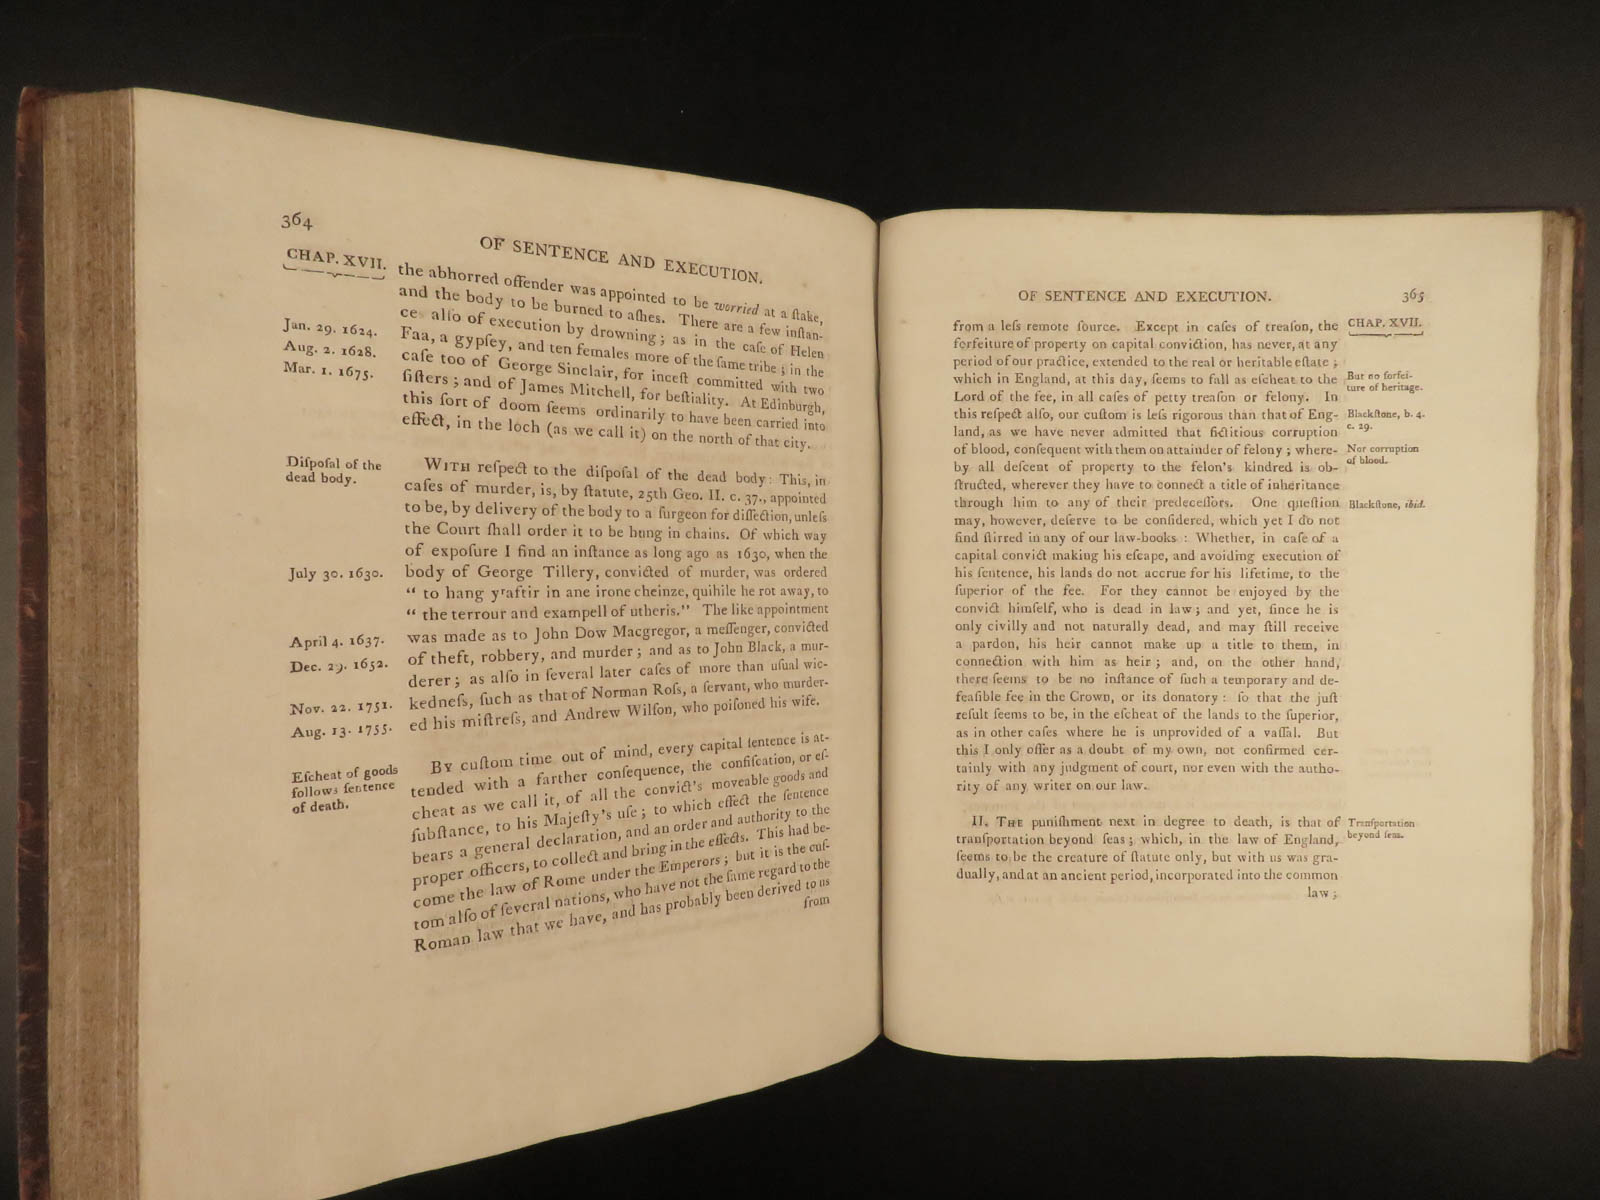 364
OF SENTENCE AND EXECUTION.
CHAP. XVII.
the abhorred offender was appointed to be worried at a ſtake,
and the body to be burned to aſhes. There are a few inſtan-
ce alſo of execution by drowning; as in the caſe of Helen
Jan. 29. 1624.
Faa, a gypſey, and ten females more of the ſame tribe; in the
Aug. 2. 1628.
caſe too of George Sinclair, for inceſt committed with two
Mar. 1. 1675.
ſiſters; and of James Mitchell, for beſtiality. At Edinburgh,
this ſort of doom ſeems ordinarily to have been carried into
effect, in the loch (as we call it) on the north of that city.
Diſpoſal of the
dead body.
WITH reſpect to the diſpoſal of the dead body: This, in
caſes of murder, is, by ſtatute, 25th Geo. II. c. 37., appointed
to be, by delivery of the body to a ſurgeon for diſſection, unleſs
the Court ſhall order it to be hung in chains. Of which way
of expoſure I find an inſtance as long ago as 1630, when the
July 30. 1630.
body of George Tillery, convicted of murder, was ordered
“ to hang yraftir in ane irone cheinze, quihile he rot away, to
“ the terrour and exampell of utheris.” The like appointment
April 4. 1637.
was made as to John Dow Macgregor, a meſſenger, convicted
Dec. 29. 1652.
of theft, robbery, and murder; and as to John Black, a mur-
derer; as alſo in ſeveral later caſes of more than uſual wic-
Nov. 22. 1751.
kedneſs, ſuch as that of Norman Roſs, a ſervant, who murder-
Aug. 13. 1755.
ed his miſtreſs, and Andrew Wilſon, who poiſoned his wife.
Eſcheat of goods
follows ſentence
of death.
BY cuſtom time out of mind, every capital ſentence is at-
tended with a farther conſequence, the confiſcation, or eſ-
cheat as we call it, of all the convict's moveable goods and
ſubſtance, to his Majeſty's uſe; to which effect the ſentence
bears a general declaration, and an order and authority to the
proper officers, to collect and bring in the effects. This had be-
come the law of Rome under the Emperors; but it is the cuſ-
tom alſo of ſeveral nations, who have not the ſame regard to the
Roman law that we have, and has probably been derived to us
from
OF SENTENCE AND EXECUTION.
365
CHAP. XVII.
from a leſs remote ſource. Except in caſes of treaſon, the
forfeiture of property on capital conviction, has never, at any
period of our practice, extended to the real or heritable eſtate;
But no forfei-
ture of heritage.
which in England, at this day, ſeems to fall as eſcheat to the
Lord of the fee, in all caſes of petty treaſon or felony. In
this reſpect alſo, our cuſtom is leſs rigorous than that of Eng-
Blackſtone, b. 4.
c. 29.
land, as we have never admitted that fictitious corruption
of blood, conſequent with them on attainder of felony; where-
Nor corruption
of blood.
by all deſcent of property to the felon's kindred is ob-
ſtructed, wherever they have to connect a title of inheritance
through him to any of their predeceſſors. One queſtion
Blackſtone, ibid.
may, however, deſerve to be conſidered, which yet I do not
find ſtirred in any of our law-books: Whether, in caſe of a
capital convict making his eſcape, and avoiding execution of
his ſentence, his lands do not accrue for his lifetime, to the
ſuperior of the fee. For they cannot be enjoyed by the
convict himſelf, who is dead in law; and yet, ſince he is
only civilly and not naturally dead, and may ſtill receive
a pardon, his heir cannot make up a title to them, in
connection with him as heir; and, on the other hand,
there ſeems to be no inſtance of ſuch a temporary and de-
feaſible fee in the Crown, or its donatory: ſo that the juſt
reſult ſeems to be, in the eſcheat of the lands to the ſuperior,
as in other caſes where he is unprovided of a vaſſal. But
this I only offer as a doubt of my own, not confirmed cer-
tainly with any judgment of court, nor even with the autho-
rity of any writer on our law.
II. THE puniſhment next in degree to death, is that of
Tranſportation
beyond ſeas.
tranſportation beyond ſeas; which, in the law of England,
ſeems to be the creature of ſtatute only, but with us was gra-
dually, and at an ancient period, incorporated into the common
law;